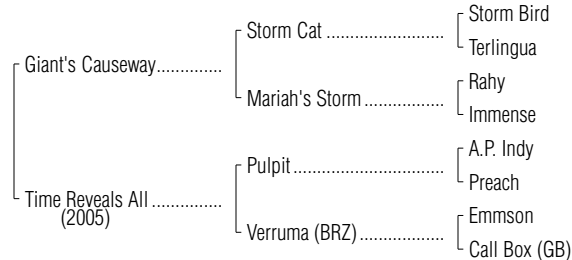 Storm Bird
Storm Cat ......................
Terlingua
Giant's Causeway..............
Rahy
Mariah's Storm ...............
Immense
A.P. Indy
Pulpit.............................
Preach
Time Reveals All ...............
(2005)
Emmson
Verruma (BRZ)................
Call Box (GB)